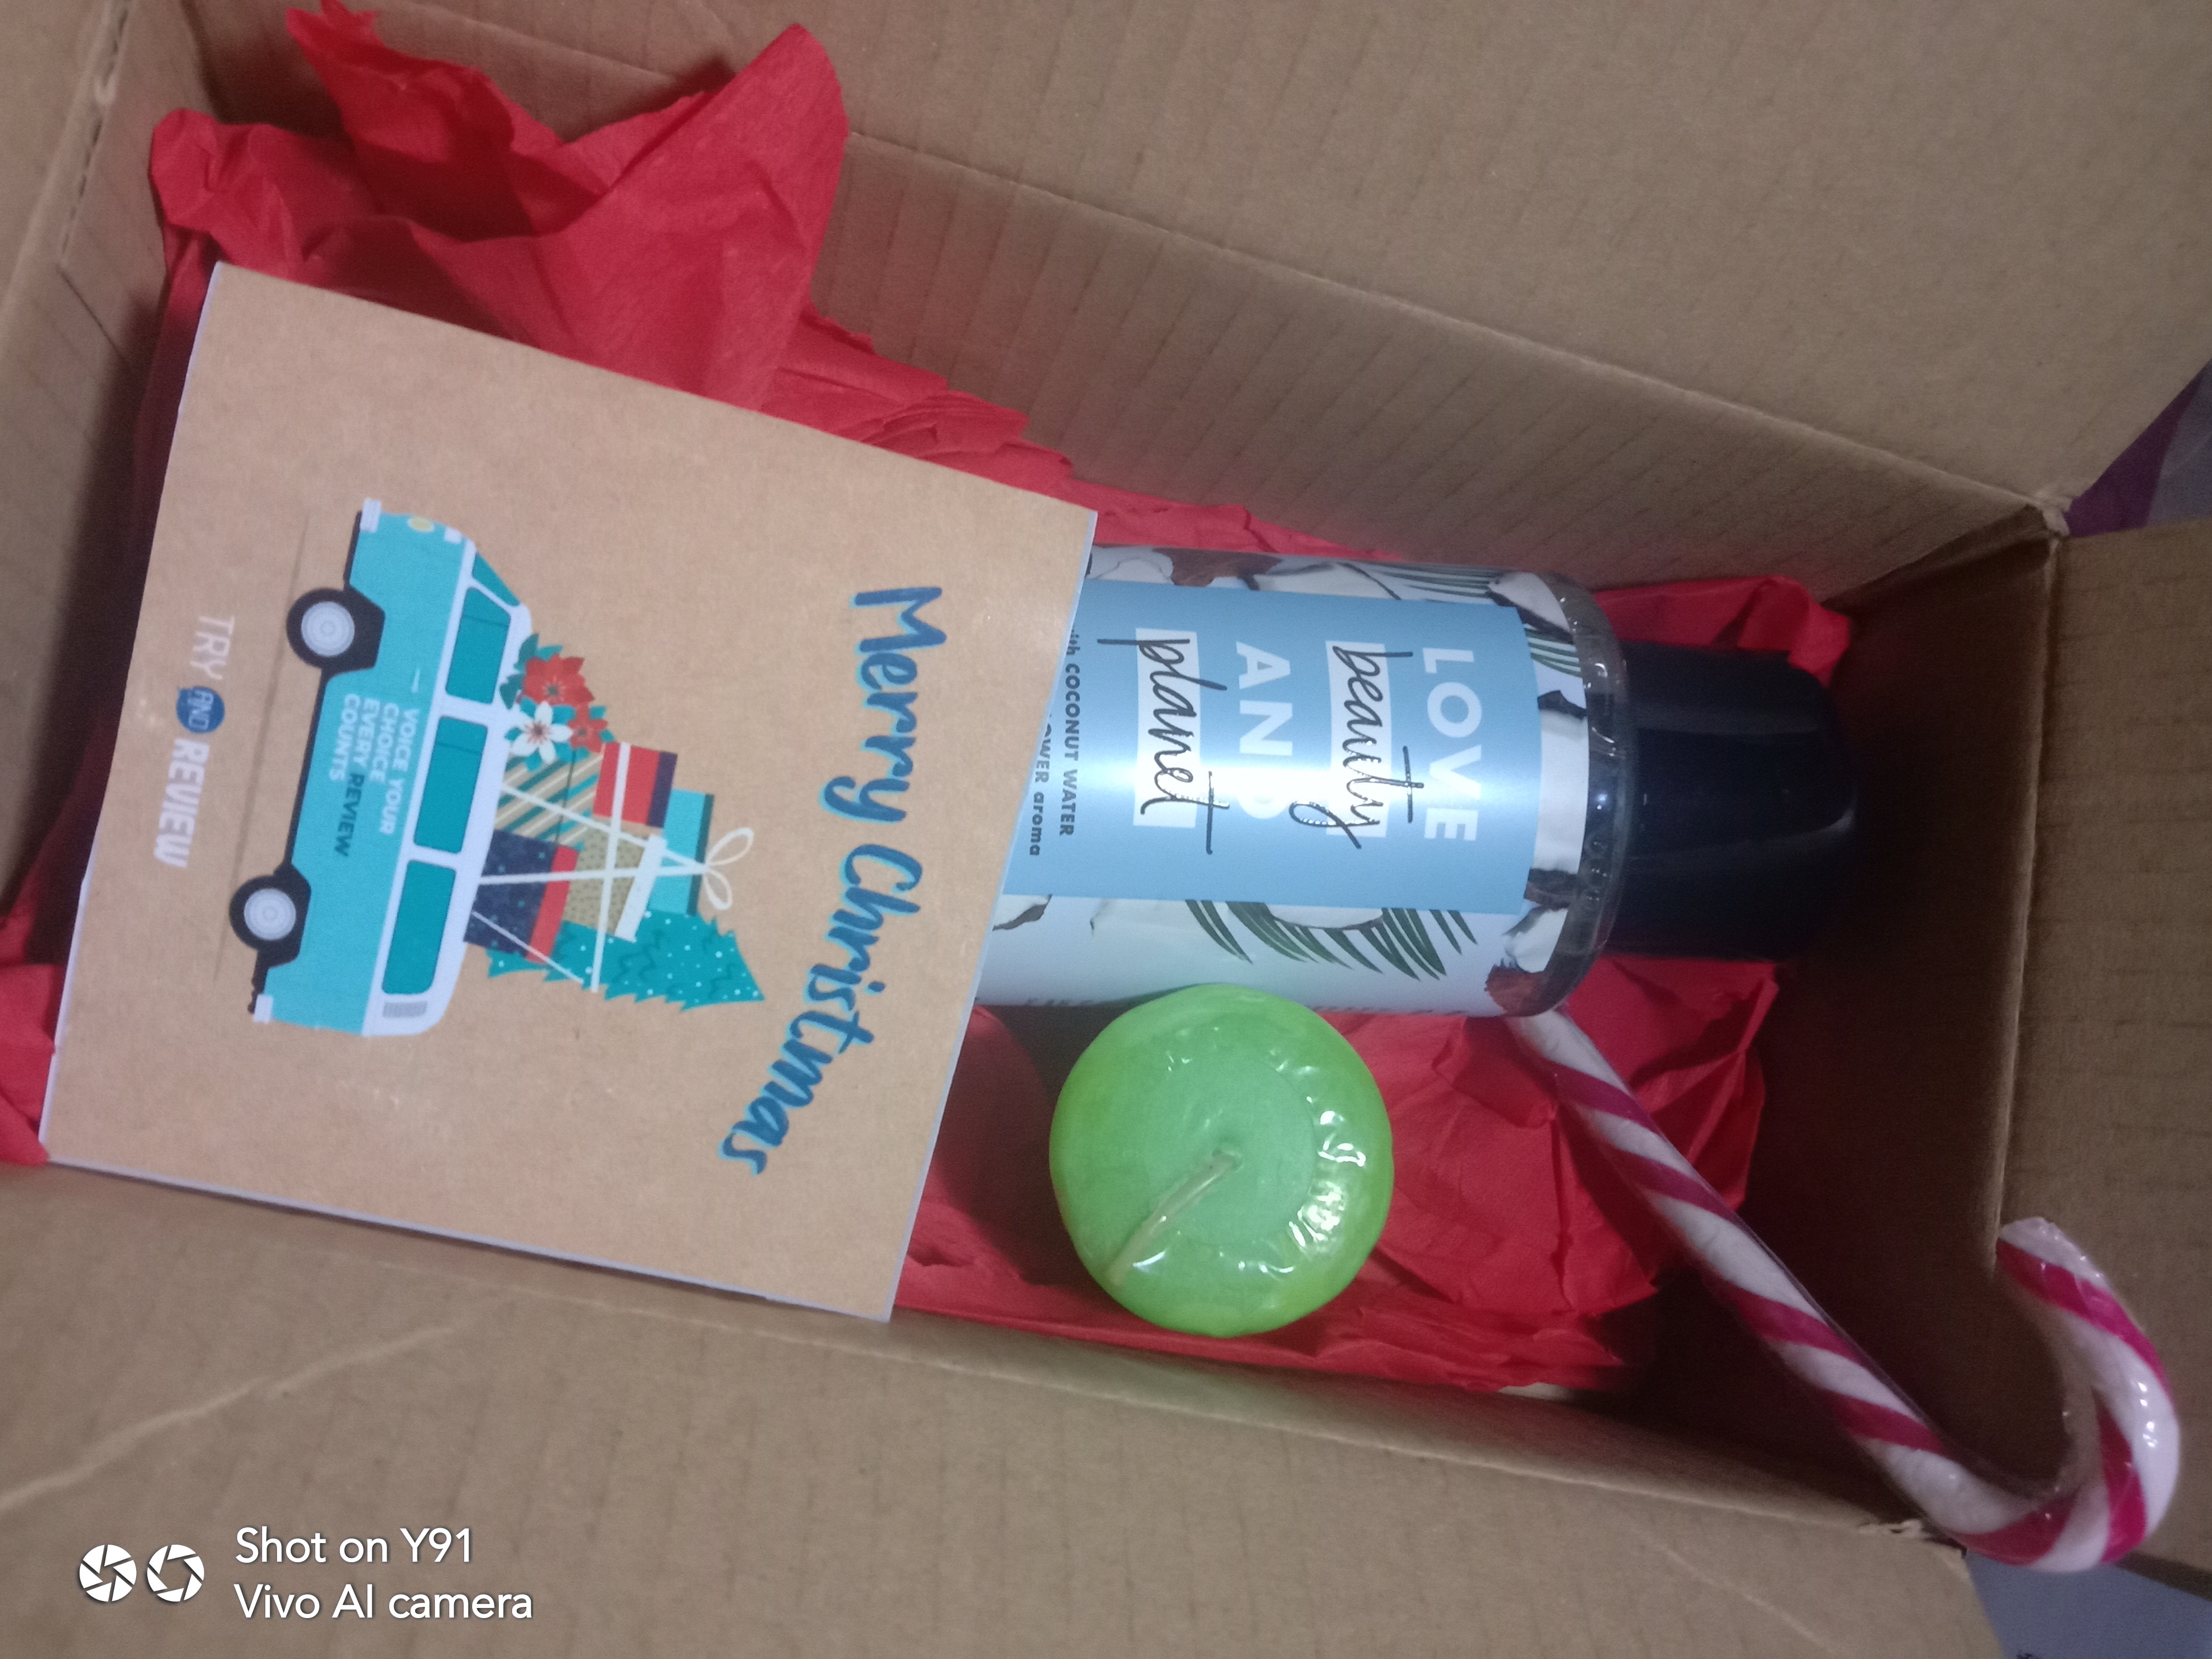 Merry Christmas
VOICE YOUR
CHOICE
EVERY REVIEW
COUNTS
TRY AND REVIEW
LOVE
beauty
AND
planet
COCONUT WATER
aroma
Shot on Y91
Vivo AI camera